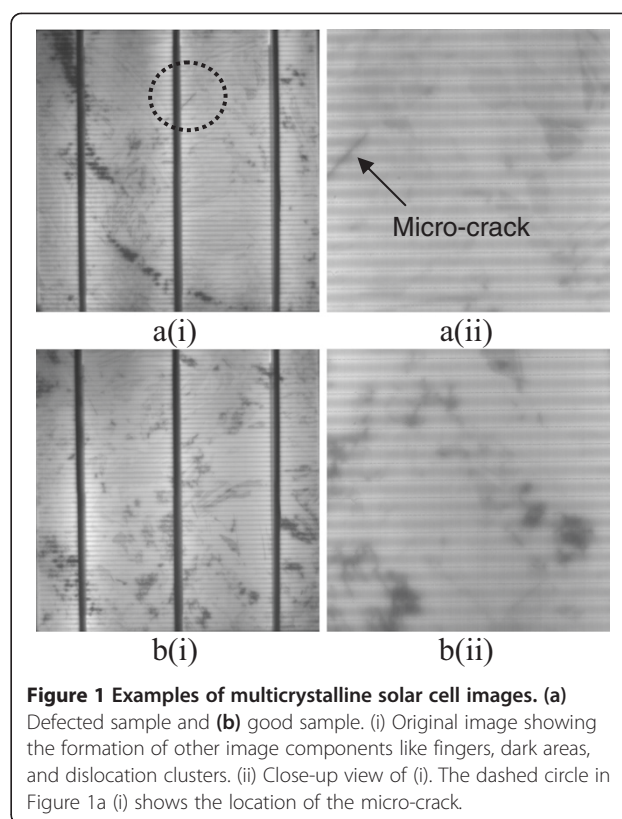 Micro-crack
a(i)
a(ii)
b(i)
b(ii)
Figure 1 Examples of multicrystalline solar cell images. (a)
Defected sample and (b) good sample. (i) Original image showing
the formation of other image components like fingers, dark areas,
and dislocation clusters. (ii) Close-up view of (i). The dashed circle in
Figure 1a (i) shows the location of the micro-crack.